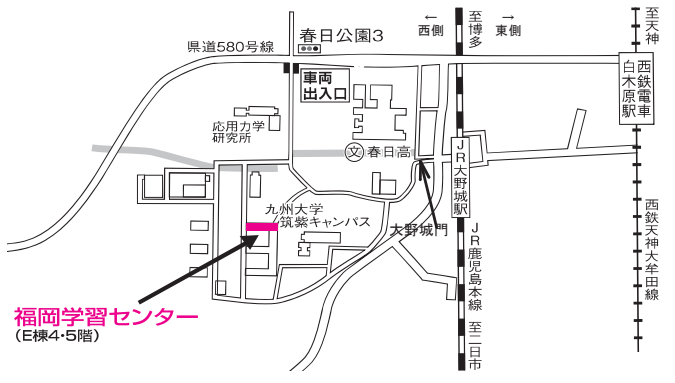 ←
西側
至博多
→
東側
至天神
県道580号線
春日公園3
車両
出入口
西鉄電車
白木原駅
応用力学
研究所
文
春日高
JR大野城駅
九州大学
筑紫キャンパス
大野城門
西鉄天神大牟田線
JR鹿児島本線
至二日市
福岡学習センター
(E棟4・5階)